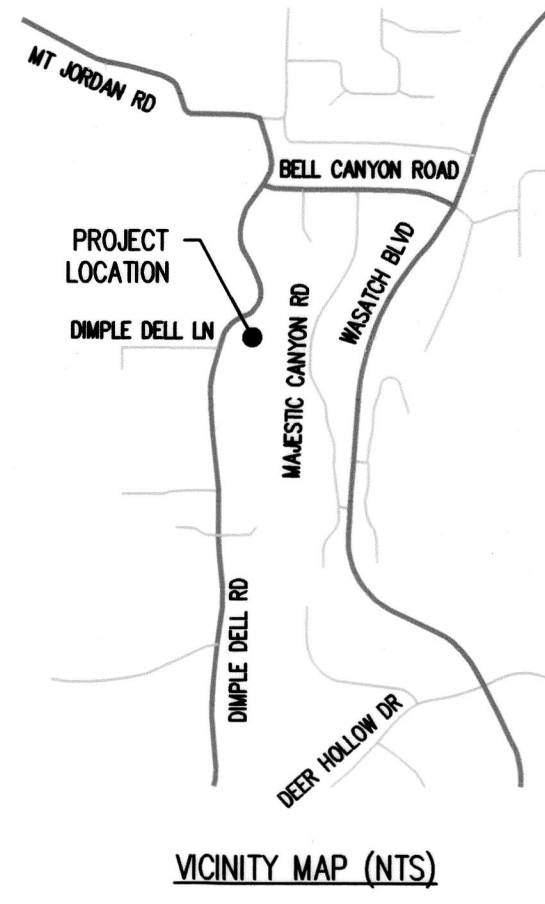 MT JORDAN RD
BELL CANYON ROAD
PROJECT
LOCATION
WASATCH BLVD
DIMPLE DELL LN
MAJESTIC CANYON RD
DIMPLE DELL RD
DEER HOLLOW DR
VICINITY MAP (NTS)